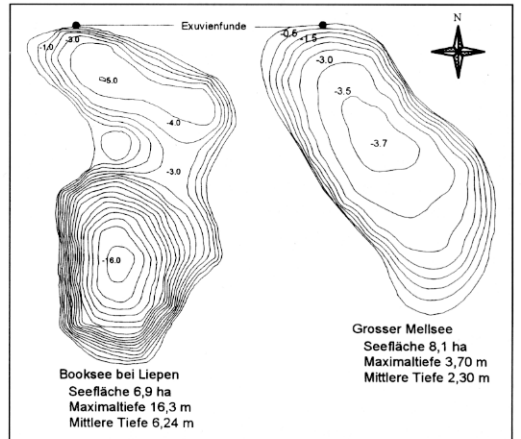 Exuvienfunde
N
-1.0
-3.0
-6.0
-4.0
-3.0
-16.0
-1.5
-3.0
-3.5
-3.7
Booksee bei Liepen
Seefläche 6,9 ha
Maximaltiefe 16,3 m
Mittlere Tiefe 6,24 m
Grosser Mellsee
Seefläche 8,1 ha
Maximaltiefe 3,70 m
Mittlere Tiefe 2,30 m